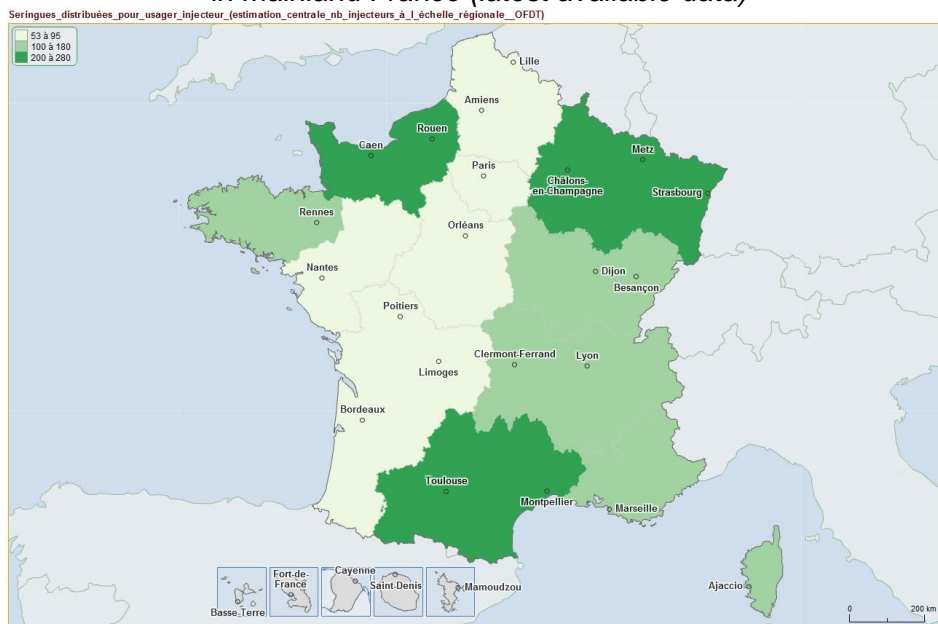 in mainland France (latest available data)
Seringues_distribuées_pour_usager_injecteur_(estimation_centrale_nb_injecteurs_à_l_échelle_régionale__OFDT)
53 à 95
100 à 180
200 à 280
Lille
Amiens
Rouen
Caen
Metz
Paris
Châlons-
en-Champagne
Strasbourg
Rennes
Orléans
Nantes
Dijon
Besançon
Poitiers
Clermont-Ferrand
Lyon
Limoges
Bordeaux
Toulouse
Montpellier
Marseille
Ajaccio
Basse-Terre
Fort-de-
France
Cayenne
Saint-Denis
Mamoudzou
0 200 km